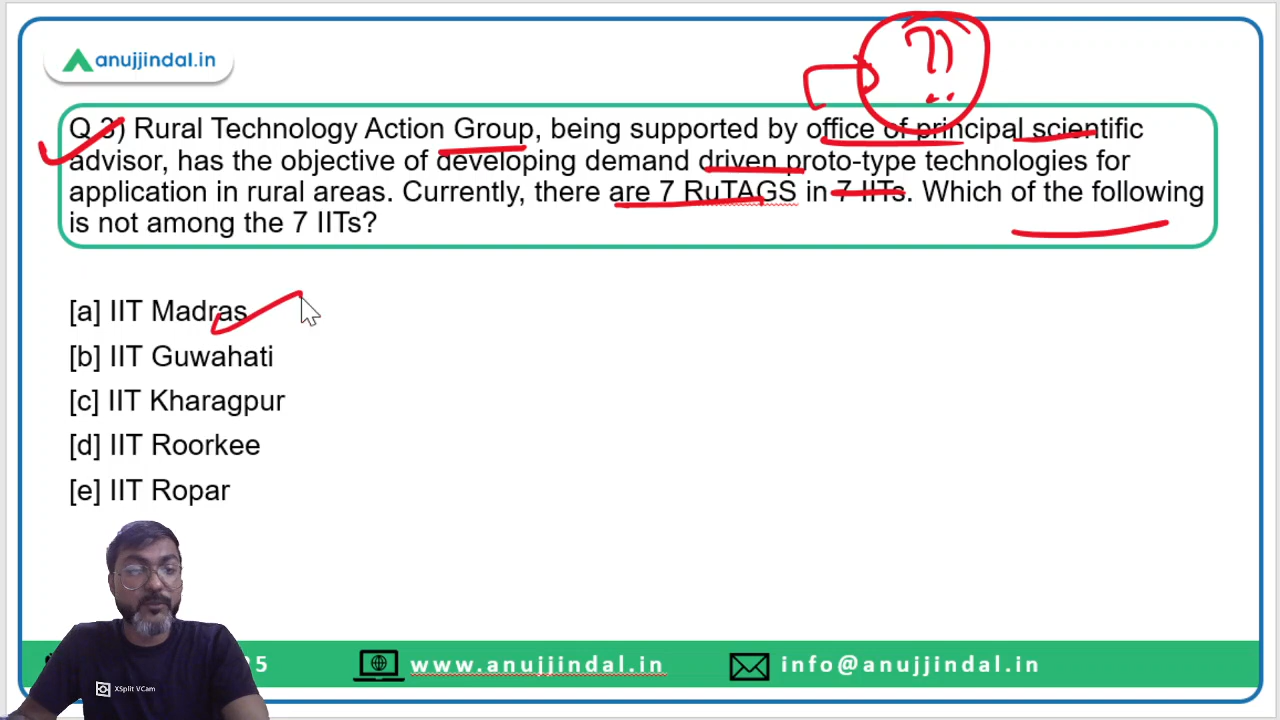 anujjindal.in
??
Q 3) Rural Technology Action Group, being supported by office of principal scientific
advisor, has the objective of developing demand driven proto-type technologies for
application in rural areas. Currently, there are 7 RuTAGS in 7 IITs. Which of the following
is not among the 7 IITs?
[a] IIT Madras
[b] IIT Guwahati
[c] IIT Kharagpur
[d] IIT Roorkee
[e] IIT Ropar
5 www.anujjindal.in info@anujjindal.in
XSplit VCam